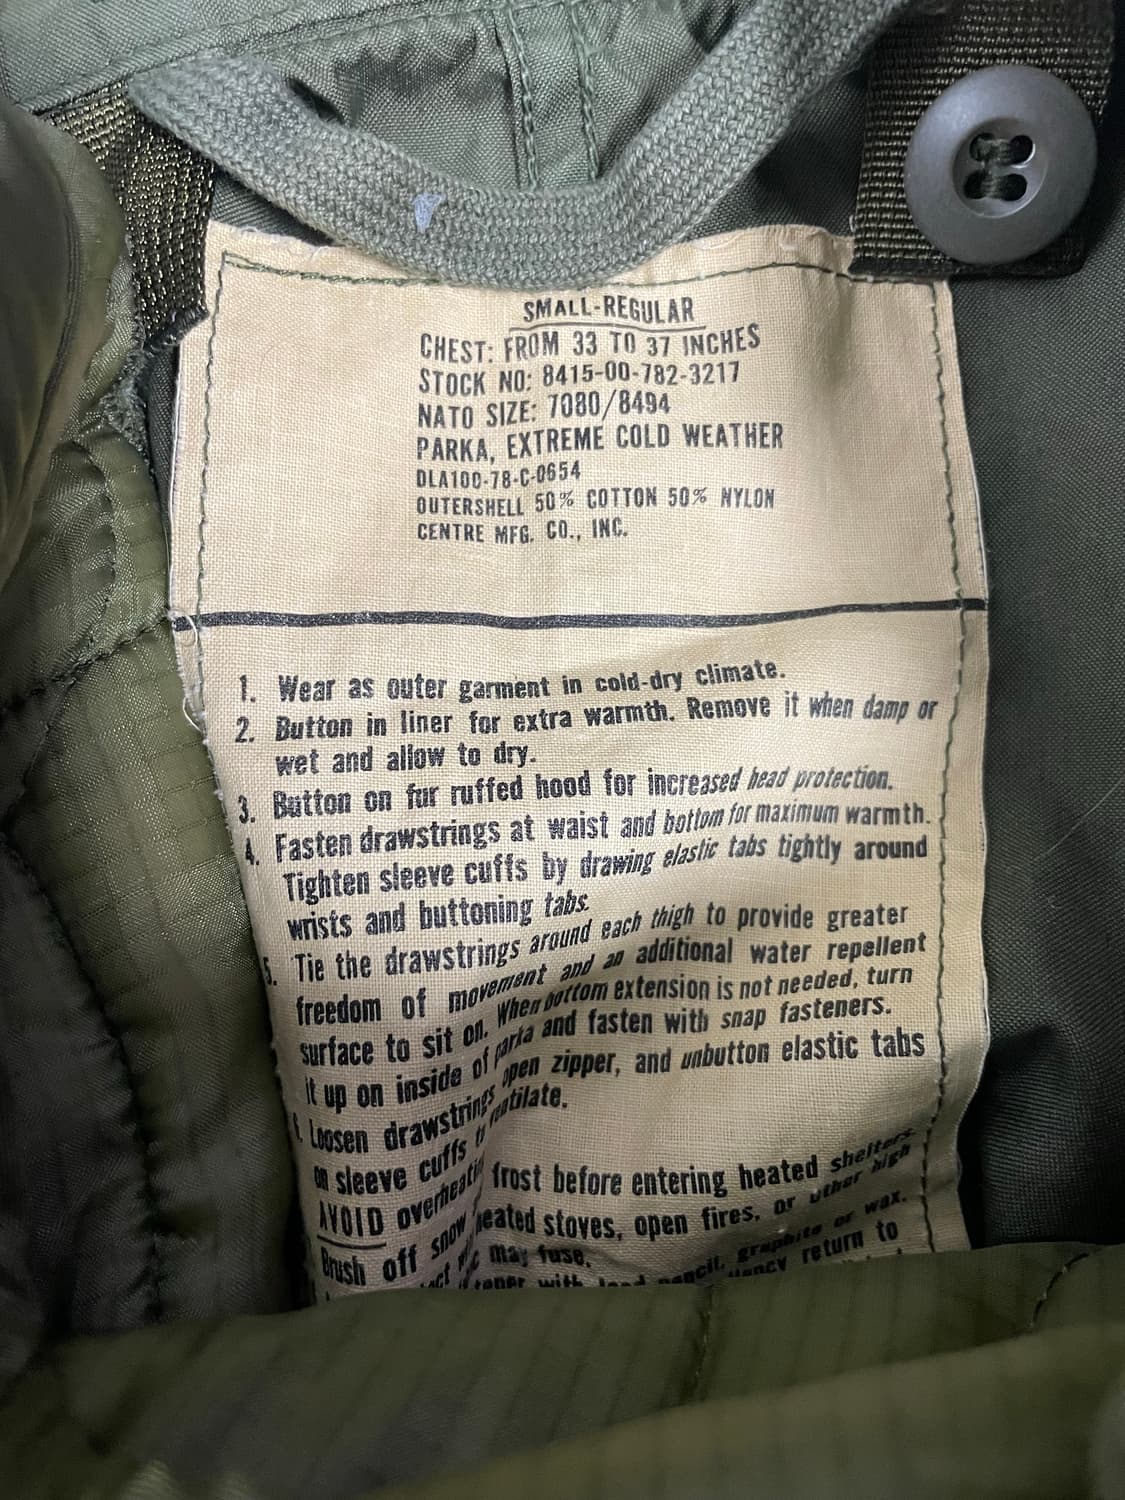 SMALL-REGULAR
CHEST: FROM 33 TO 37 INCHES
STOCK NO: 8415-00-782-3217
NATO SIZE: 7080/8494
PARKA, EXTREME COLD WEATHER
DLA100-78-C-0654
OUTERSHELL 50% COTTON 50% NYLON
CENTRE MFG. CO., INC.
1. Wear as outer garment in cold-dry climate.
2. Button in liner for extra warmth. Remove it when damp or
wet and allow to dry.
3. Button on fur ruffed hood for increased head protection.
4. Fasten drawstrings at waist and bottom for maximum warmth.
Tighten sleeve cuffs by drawing elastic tabs tightly around
wrists and buttoning tabs.
5. Tie the drawstrings around each thigh to provide greater
freedom of movement and an additional water repellent
surface to sit on. When bottom extension is not needed, turn
it up on inside of parka and fasten with snap fasteners.
Loosen drawstrings open zipper, and unbutton elastic tabs
on sleeve cuffs to ventilate.
AVOID
Brush off snow frost before entering heated shelters.
heated stoves, open fires, or other high
may fuse.
with lead pencil, graphite or wax.
return to